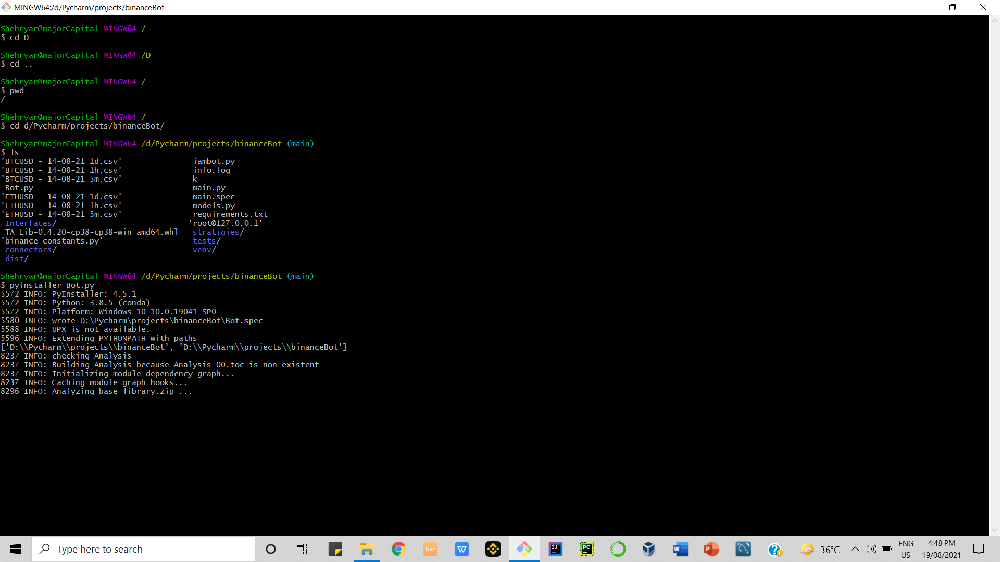 MINGW64:/d/Pycharm/projects/binanceBot
Shehryar@majorCapital MINGW64 /
$ cd D
Shehryar@majorCapital MINGW64 /D
$ cd ..
Shehryar@majorCapital MINGW64 /
$ pwd
/
Shehryar@majorCapital MINGW64 /
$ cd d/Pycharm/projects/binanceBot/
Shehryar@majorCapital MINGW64 /d/Pycharm/projects/binanceBot (main)
$ ls
'BTCUSD - 14-08-21 1d.csv' iambot.py
'BTCUSD - 14-08-21 1h.csv' info.log
'BTCUSD - 14-08-21 5m.csv' k
Bot.py main.py
'ETHUSD - 14-08-21 1d.csv' main.spec
'ETHUSD - 14-08-21 1h.csv' models.py
'ETHUSD - 14-08-21 5m.csv' requirements.txt
Interfaces/ 'root@127.0.0.1'
TA_Lib-0.4.20-cp38-cp38-win_amd64.whl stratigies/
'binance constants.py' tests/
connectors/ venv/
dist/
Shehryar@majorCapital MINGW64 /d/Pycharm/projects/binanceBot (main)
$ pyinstaller Bot.py
5572 INFO: PyInstaller: 4.5.1
5572 INFO: Python: 3.8.5 (conda)
5572 INFO: Platform: Windows-10-10.0.19041-SP0
5580 INFO: wrote D:\Pycharm\projects\binanceBot\Bot.spec
5588 INFO: UPX is not available.
5596 INFO: Extending PYTHONPATH with paths
['D:\\Pycharm\\projects\\binanceBot', 'D:\\Pycharm\\projects\\binanceBot']
8237 INFO: checking Analysis
8237 INFO: Building Analysis because Analysis-00.toc is non existent
8237 INFO: Initializing module dependency graph...
8237 INFO: Caching module graph hooks...
8296 INFO: Analyzing base_library.zip ...
Type here to search
Live
IJ
PC
W
P
36°C
ENG
US
4:48 PM
19/08/2021